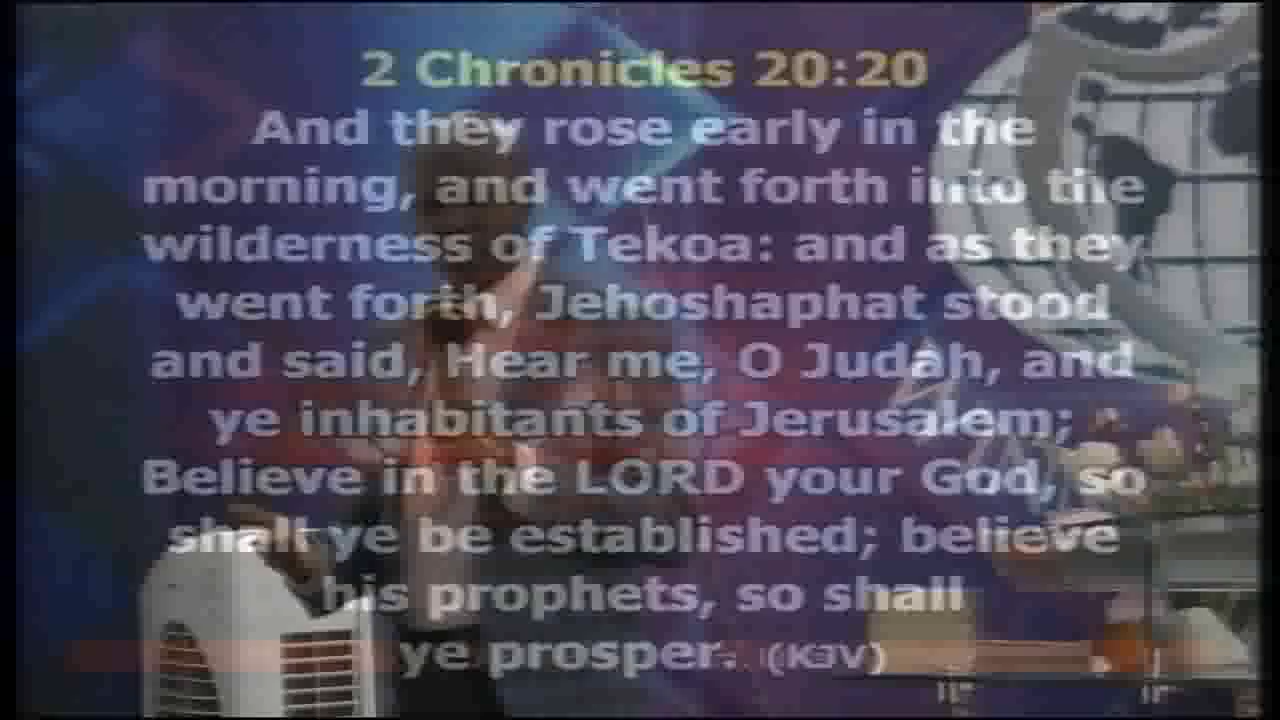 2 Chronicles 20:20
And they rose early in the
morning, and went forth into the
wilderness of Tekoa: and as they
went forth, Jehoshaphat stood
and said, Hear me, O Judah, and
ye inhabitants of Jerusalem;
Believe in the LORD your God, so
shall ye be established; believe
his prophets, so shall
ye prosper. (KJV)